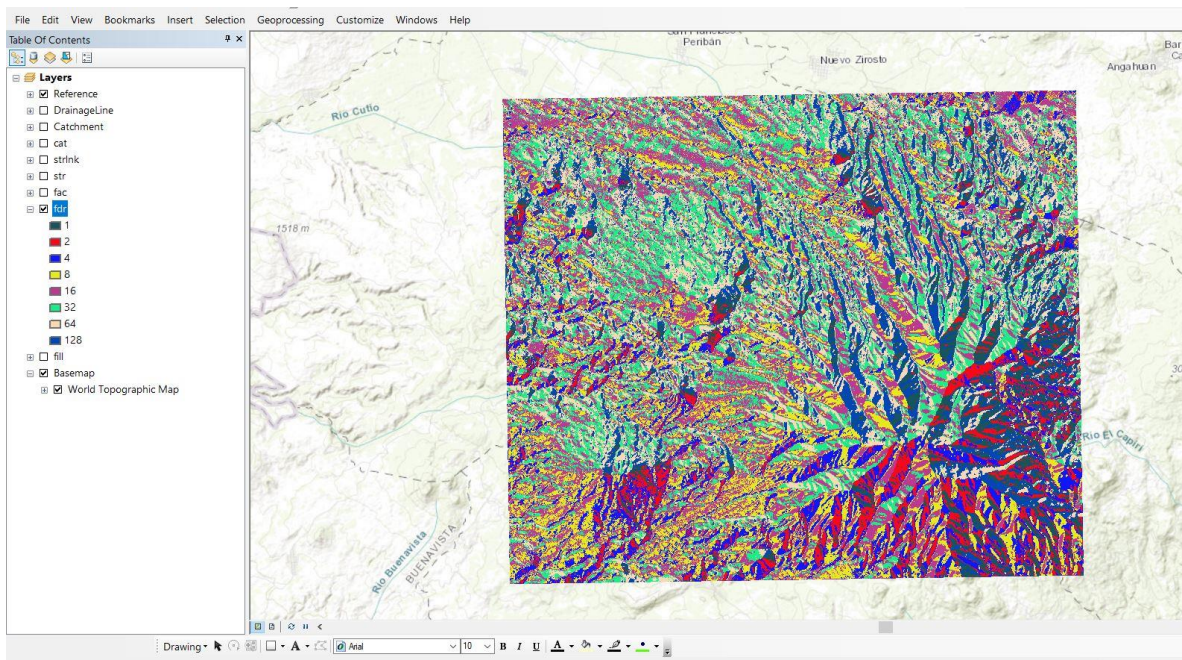 File Edit View Bookmarks Insert Selection Geoprocessing Customize Windows Help
Table Of Contents
Layers
Reference
DrainageLine
Catchment
cat
strlnk
str
fac
fdr
1
2
4
8
16
32
64
128
fill
Basemap
World Topographic Map
Peribán
Nuevo Zirosto
Angahuan
Rio Cutio
1518 m
Rio El Capiri
Rio Buenavista
BUENAVISTA
Drawing
Arial
10
B I U A